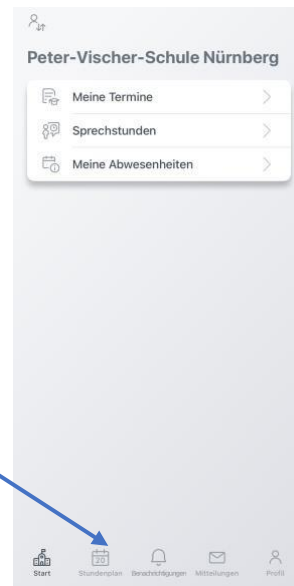 Peter-Vischer-Schule Nürnberg
Meine Termine
Sprechstunden
Meine Abwesenheiten
20
Start Stundenplan Benachrichtigungen Mitteilungen Profil